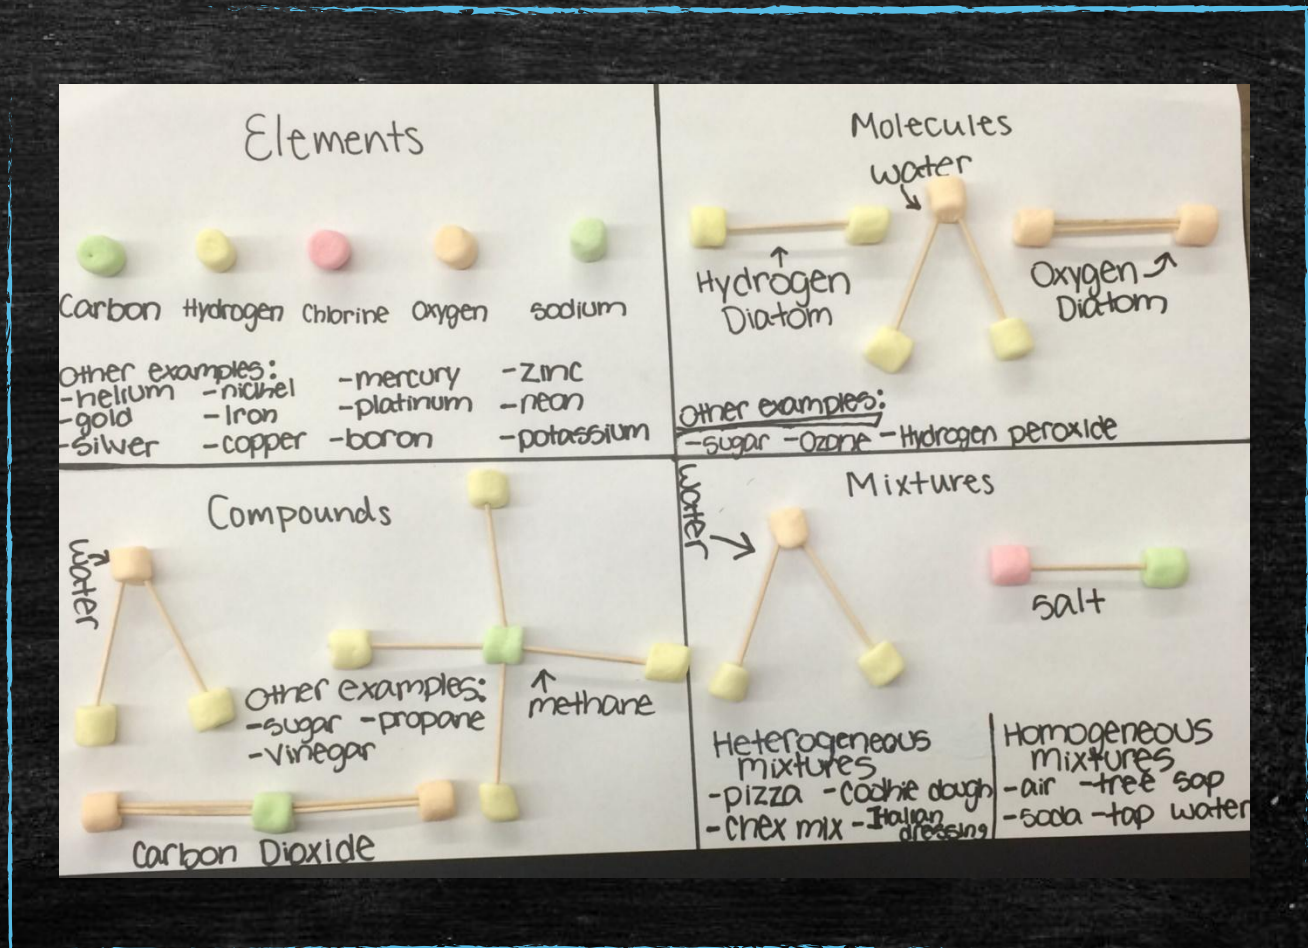 Elements
Carbon Hydrogen Chlorine Oxygen sodium
Other examples:
-helium -nickel -mercury -zinc
-gold -Iron -platinum -neon
-silver -copper -boron -potassium
Molecules
water
Hydrogen
Diatom
Oxygen
Diatom
Other examples:
-sugar -Ozone -Hydrogen peroxide
Compounds
water
methane
Other examples:
-sugar -propane
-vinegar
Carbon Dioxide
Mixtures
water
salt
Heterogeneous
mixtures
-pizza -cookie dough
-chex mix -Italian
dressing
Homogeneous
mixtures
-air -tree sap
-soda -tap water